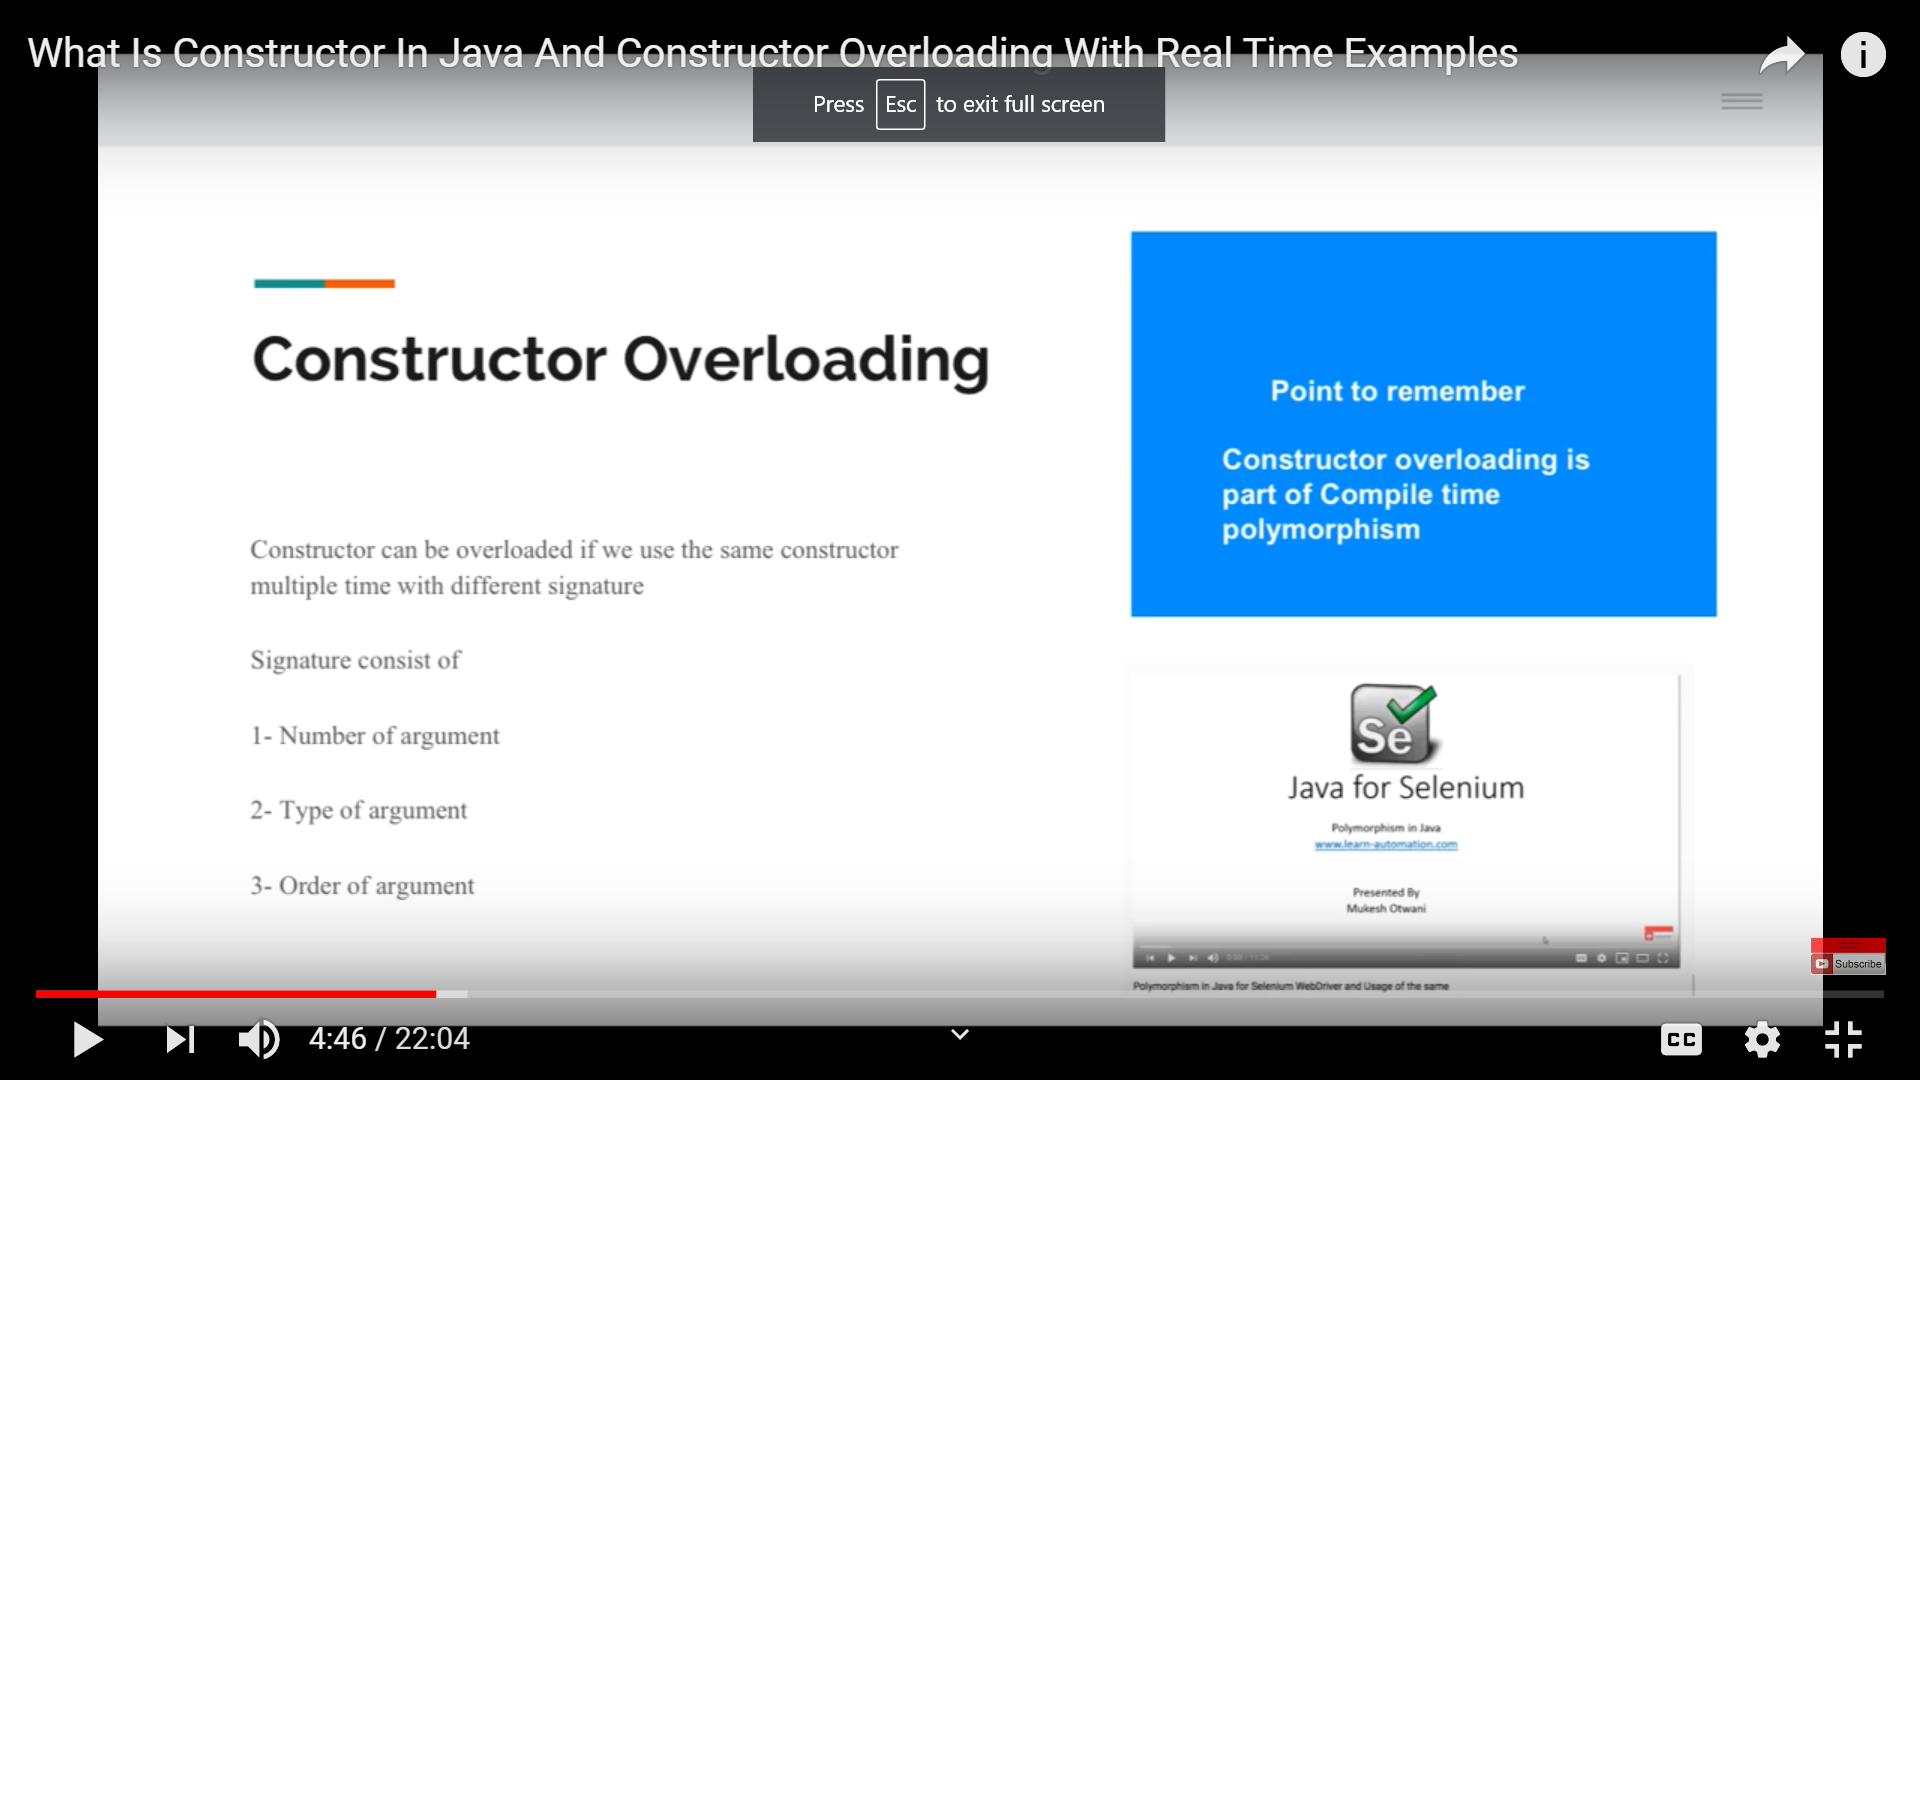 What Is Constructor In Java And Constructor Overloading With Real Time Examples
Press Esc to exit full screen
Constructor Overloading
Constructor can be overloaded if we use the same constructor
multiple time with different signature
Signature consist of
1- Number of argument
2- Type of argument
3- Order of argument
Point to remember
Constructor overloading is
part of Compile time
polymorphism
Se
Java for Selenium
Polymorphism in Java
www.learn-automation.com
Presented By
Mukesh Otwani
Polymorphism in Java for Selenium WebDriver and Usage of the same
Subscribe
4:46 / 22:04
CC